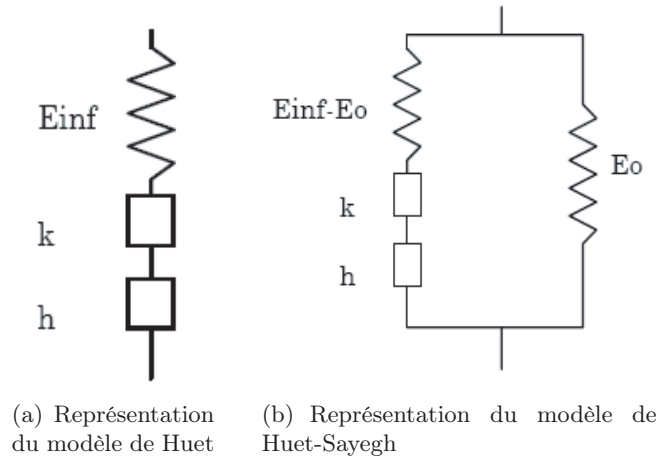 Einf
k
h
(a) Représentation
du modèle de Huet
Einf-Eo
k
h
Eo
(b) Représentation du modèle de
Huet-Sayegh